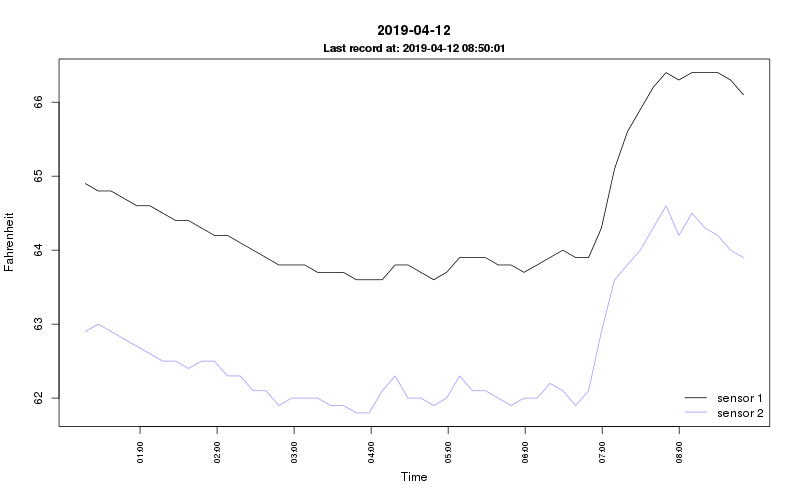 2019-04-12
Last record at: 2019-04-12 08:50:01
Fahrenheit
66
65
64
63
62
sensor 1
sensor 2
01:00 02:00 03:00 04:00 05:00 06:00 07:00 08:00
Time